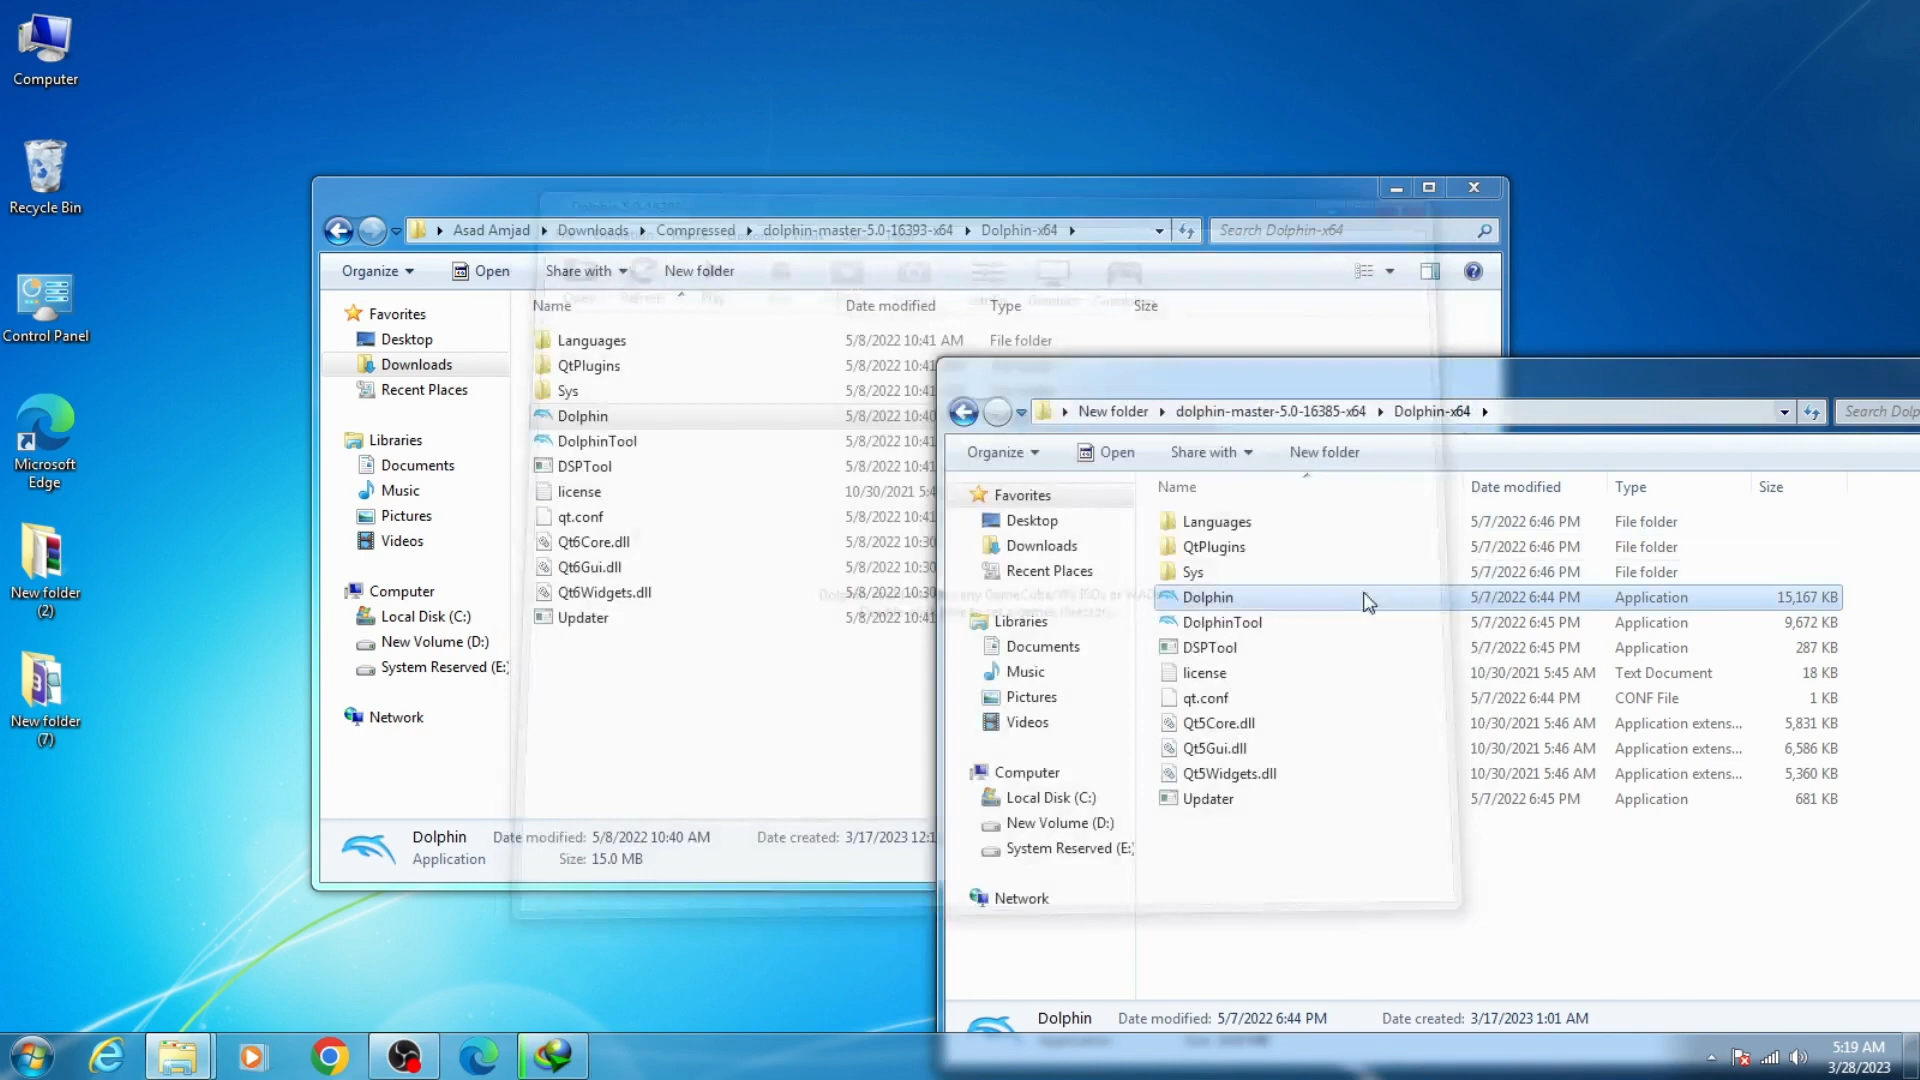 Computer
Recycle Bin
Control Panel
Microsoft
Edge
New folder
(2)
New folder
(7)
Asad Amjad
Downloads
Compressed
dolphin-master-5.0-16393-x64
Dolphin-x64
Search Dolphin-x64
Organize
Open
Share with
New folder
Name
Date modified
Type
Size
Favorites
Desktop
Downloads
Recent Places
Libraries
Documents
Music
Pictures
Videos
Computer
Local Disk (C:)
New Volume (D:)
System Reserved (E:
Network
Languages 5/8/2022 10:41 AM File folder
QtPlugins 5/8/2022 10:41
Sys 5/8/2022 10:41
Dolphin 5/8/2022 10:40
DolphinTool 5/8/2022 10:41
DSPTool 5/8/2022 10:41
license 10/30/2021 5:4
qt.conf 5/8/2022 10:41
Qt6Core.dll 5/8/2022 10:30
Qt6Gui.dll 5/8/2022 10:30
Qt6Widgets.dll 5/8/2022 10:30
Updater 5/8/2022 10:41
Dolphin Date modified: 5/8/2022 10:40 AM Date created: 3/17/2023 12:1
Application Size: 15.0 MB
New folder
dolphin-master-5.0-16385-x64
Dolphin-x64
Search Dolp
Organize
Open
Share with
New folder
Name
Date modified
Type
Size
Favorites
Desktop
Downloads
Recent Places
Libraries
Documents
Music
Pictures
Videos
Computer
Local Disk (C:)
New Volume (D:)
System Reserved (E:
Network
Languages 5/7/2022 6:46 PM File folder
QtPlugins 5/7/2022 6:46 PM File folder
Sys 5/7/2022 6:46 PM File folder
Dolphin 5/7/2022 6:44 PM Application 15,167 KB
DolphinTool 5/7/2022 6:45 PM Application 9,672 KB
DSPTool 5/7/2022 6:45 PM Application 287 KB
license 10/30/2021 5:45 AM Text Document 18 KB
qt.conf 5/7/2022 6:44 PM CONF File 1 KB
Qt5Core.dll 10/30/2021 5:46 AM Application extens... 5,831 KB
Qt5Gui.dll 10/30/2021 5:46 AM Application extens... 6,586 KB
Qt5Widgets.dll 10/30/2021 5:46 AM Application extens... 5,360 KB
Updater 5/7/2022 6:45 PM Application 681 KB
Dolphin Date modified: 5/7/2022 6:44 PM Date created: 3/17/2023 1:01 AM
5:19 AM
3/28/2023